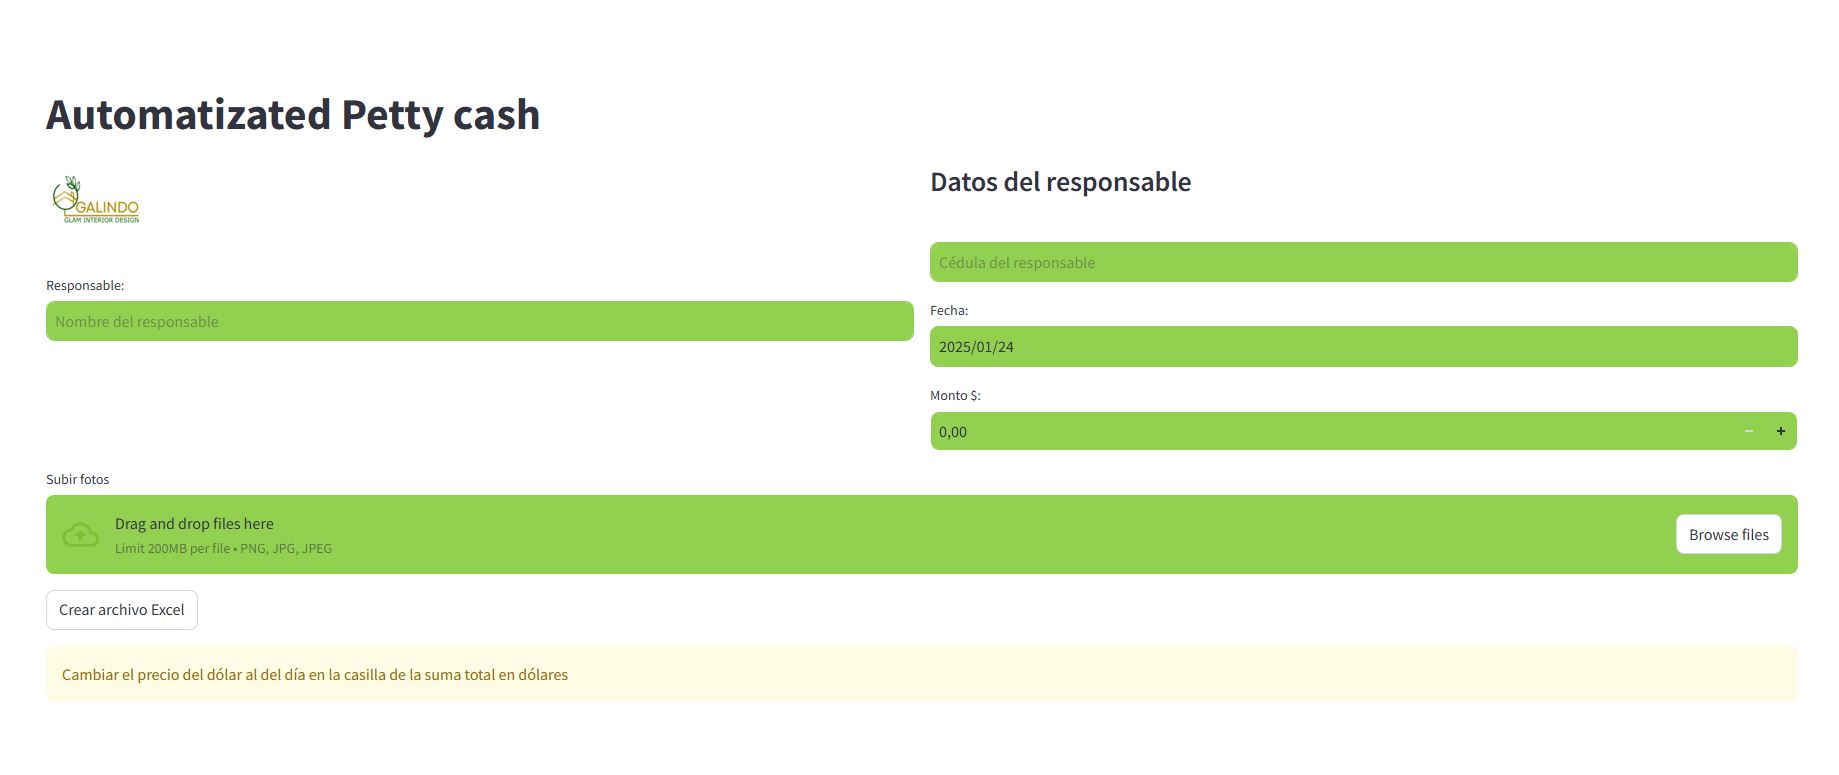 Automatizated Petty cash
GALINDO
GLAM INTERIOR DESIGN
Responsable:
Nombre del responsable
Datos del responsable
Cédula del responsable
Fecha:
2025/01/24
Monto $:
0,00
− +
Subir fotos
Drag and drop files here
Limit 200MB per file • PNG, JPG, JPEG
Browse files
Crear archivo Excel
Cambiar el precio del dólar al del día en la casilla de la suma total en dólares